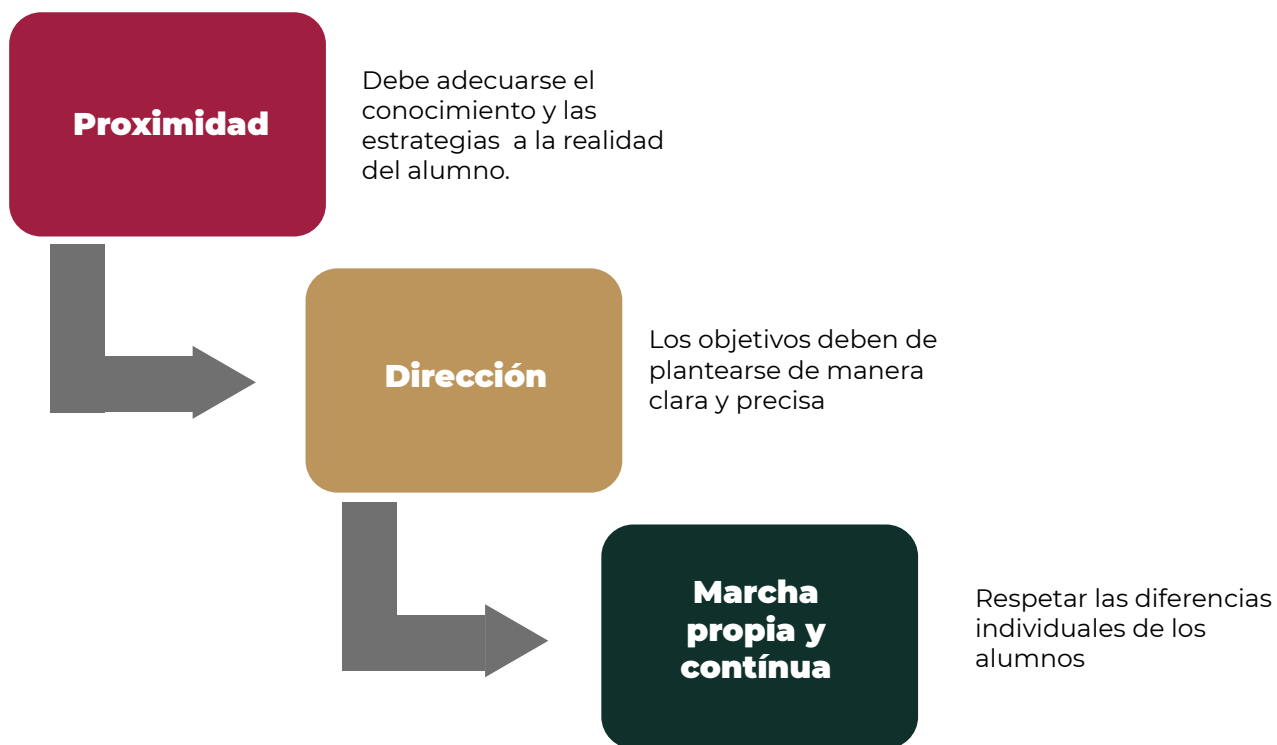 Proximidad
Debe adecuarse el
conocimiento y las
estrategias a la realidad
del alumno.
Dirección
Los objetivos deben de
plantearse de manera
clara y precisa
Marcha
propia y
contínua
Respetar las diferencias
individuales de los
alumnos